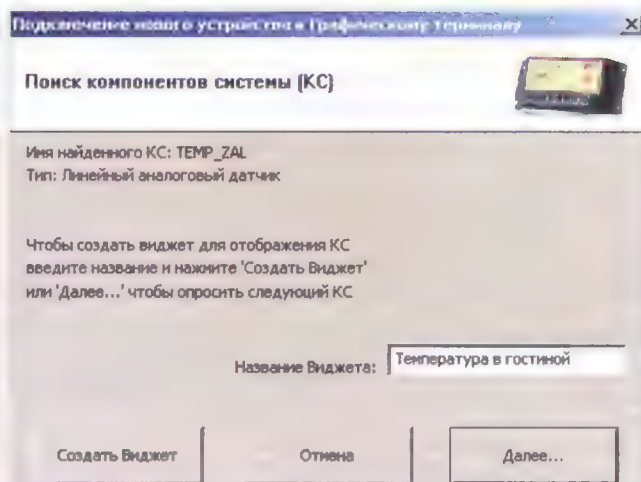 Подключение нового устройства к Графическому терминалу
Поиск компонентов системы (КС)
Имя найденного КС: TEMP_ZAL
Тип: Линейный аналоговый датчик
Чтобы создать виджет для отображения КС
введите название и нажмите 'Создать Виджет'
или 'Далее...' чтобы опросить следующий КС
Название Виджета: Температура в гостиной
Создать Виджет Отмена Далее...